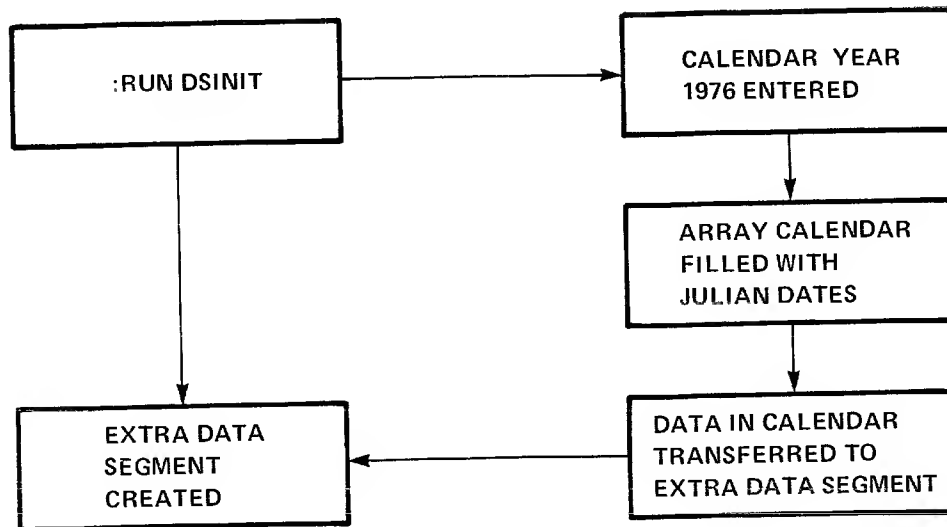 :RUN DSINIT
CALENDAR YEAR
1976 ENTERED
ARRAY CALENDAR
FILLED WITH
JULIAN DATES
DATA IN CALENDAR
TRANSFERRED TO
EXTRA DATA SEGMENT
EXTRA DATA
SEGMENT
CREATED